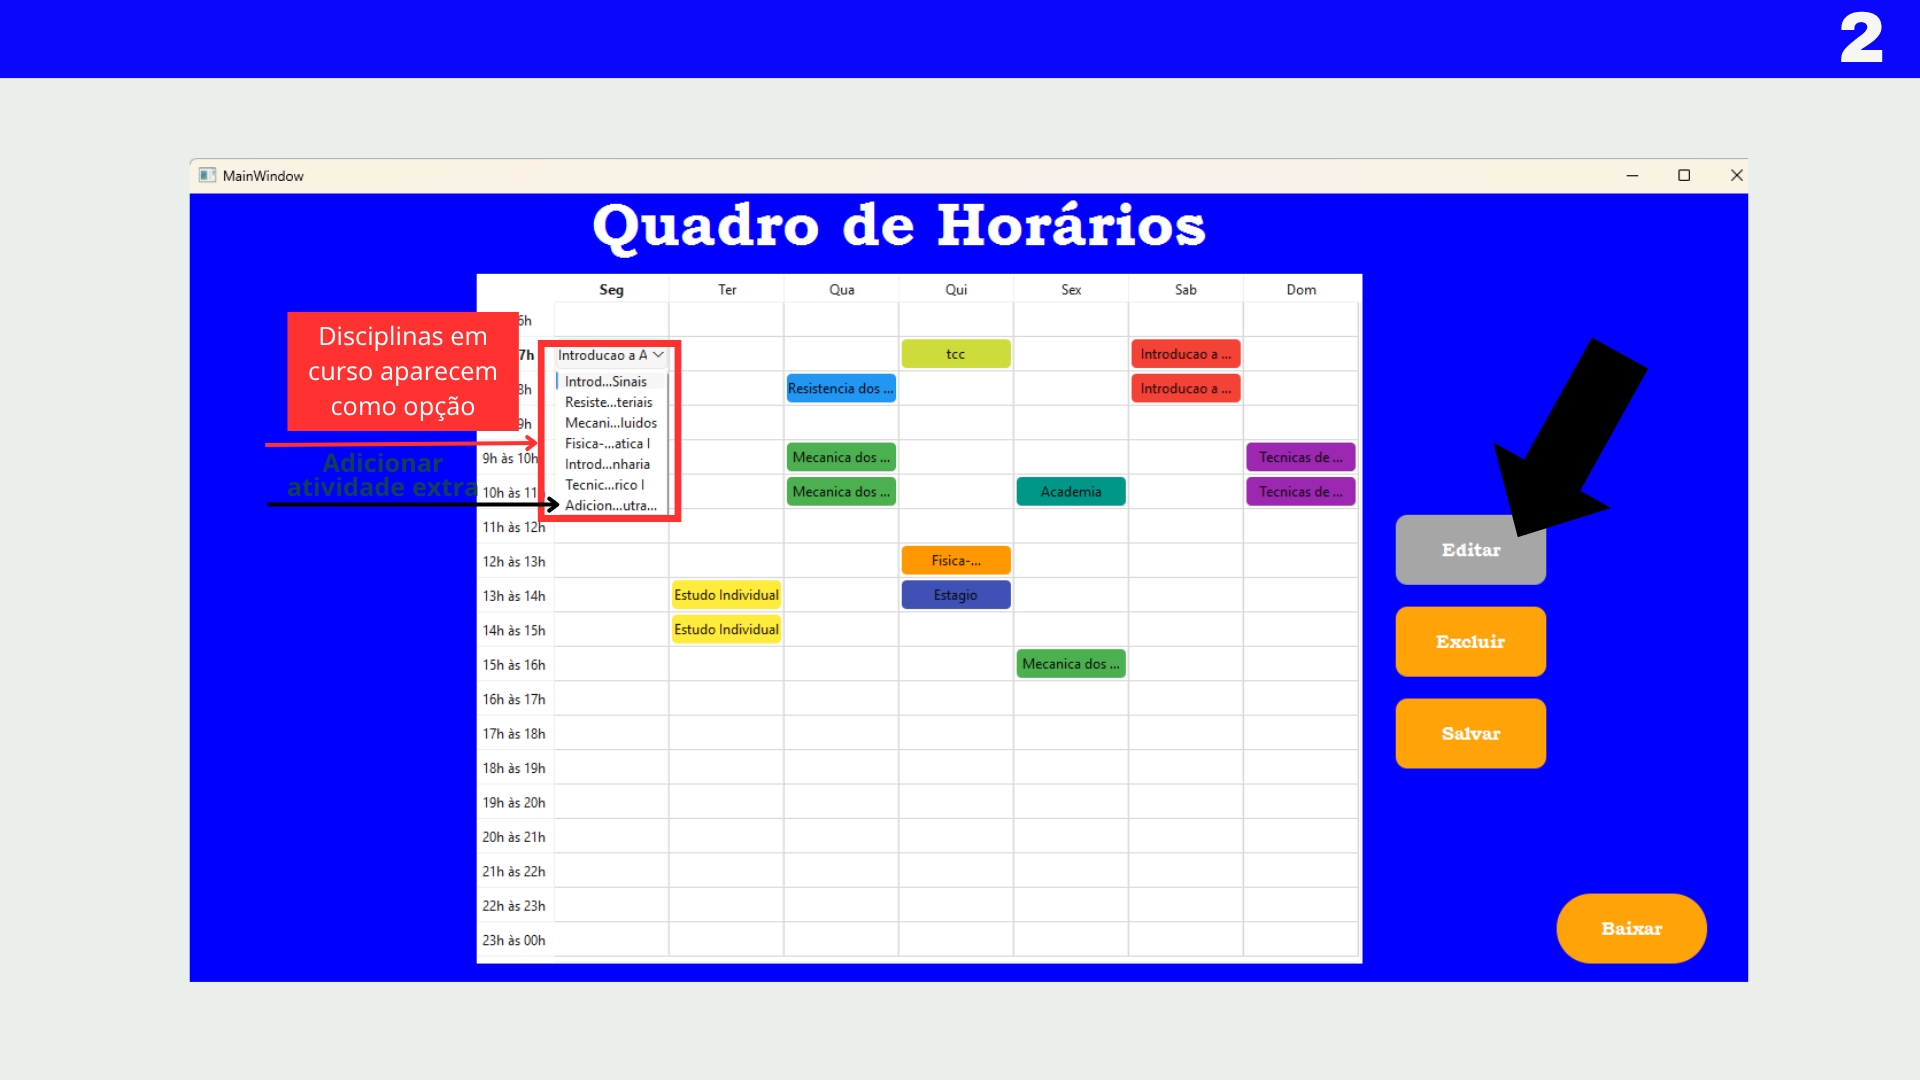 2
MainWindow
Quadro de Horários
Seg Ter Qua Qui Sex Sab Dom
6h
Disciplinas em
curso aparecem
como opção
7h Introducao a A tcc Introducao a ...
8h Introd...Sinais Resistencia dos ... Introducao a ...
Resiste...teriais
9h Mecani...luidos
Fisica-...atica I
Adicionar
atividade extra
9h às 10h Introd...nharia Mecanica dos ... Tecnicas de ...
Tecnic...rico I
10h às 11 Adicion...utra... Mecanica dos ... Academia Tecnicas de ...
11h às 12h
12h às 13h Fisica-...
Editar
13h às 14h Estudo Individual Estagio
14h às 15h Estudo Individual
Excluir
15h às 16h Mecanica dos ...
16h às 17h
17h às 18h
Salvar
18h às 19h
19h às 20h
20h às 21h
21h às 22h
22h às 23h
23h às 00h
Baixar